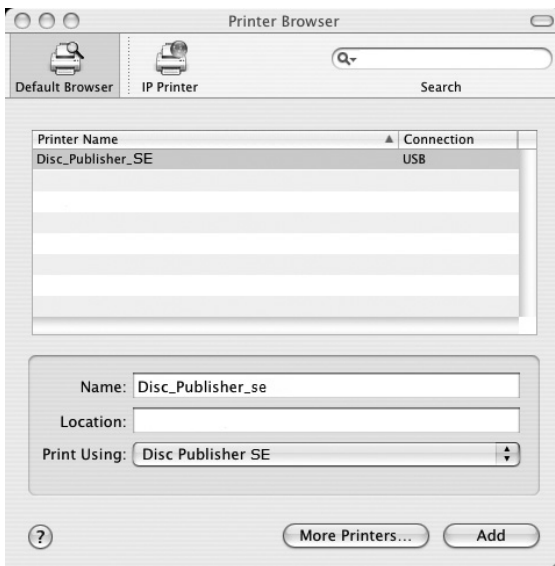 Printer Browser
Default Browser IP Printer Search
Printer Name Connection
Disc_Publisher_SE USB
Name: Disc_Publisher_se
Location:
Print Using: Disc Publisher SE
? More Printers... Add